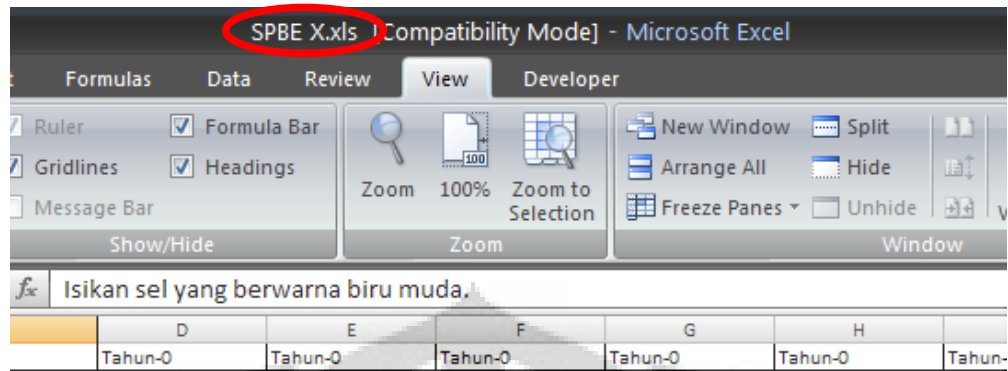 SPBE X.xls [Compatibility Mode] - Microsoft Excel
Formulas Data Review View Developer
Ruler Formula Bar New Window Split
Gridlines Headings Zoom 100% Zoom to Selection Arrange All Hide
Message Bar Freeze Panes Unhide
Show/Hide Zoom Window
fx Isikan sel yang berwarna biru muda.
D E F G H
Tahun-0 Tahun-0 Tahun-0 Tahun-0 Tahun-0 Tahun-